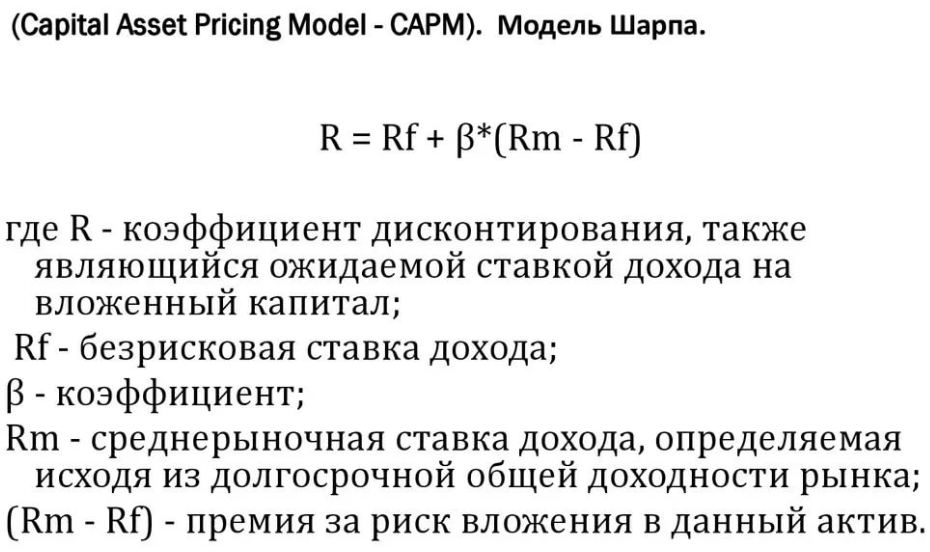 (Capital Asset Pricing Model - CAPM). Модель Шарпа.
R = Rf + β*(Rm - Rf)
где R - коэффициент дисконтирования, также
являющийся ожидаемой ставкой дохода на
вложенный капитал;
Rf - безрисковая ставка дохода;
β - коэффициент;
Rm - среднерыночная ставка дохода, определяемая
исходя из долгосрочной общей доходности рынка;
(Rm - Rf) - премия за риск вложения в данный актив.